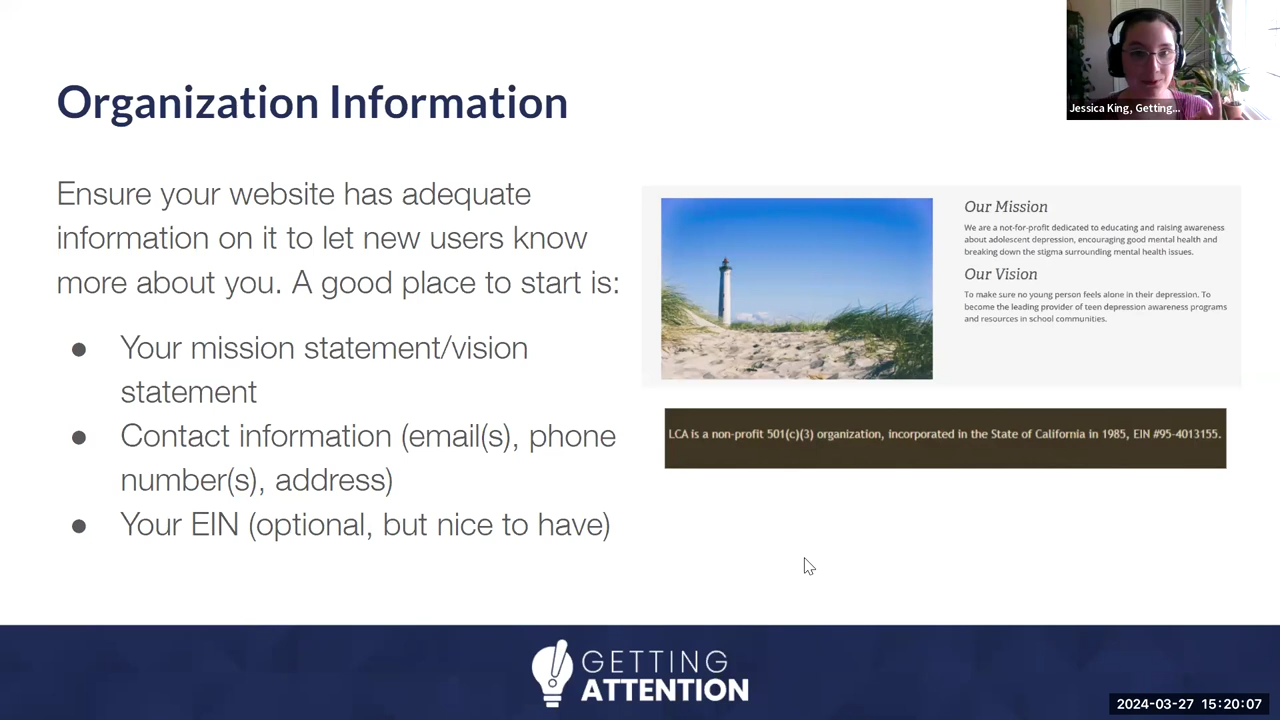 Jessica King, Getting...
Organization Information
Ensure your website has adequate
information on it to let new users know
more about you. A good place to start is:
● Your mission statement/vision
statement
● Contact information (email(s), phone
number(s), address)
● Your EIN (optional, but nice to have)
Our Mission
We are a not-for-profit dedicated to educating and raising awareness
about adolescent depression, encouraging good mental health and
breaking down the stigma surrounding mental health issues.
Our Vision
To make sure no young person feels alone in their depression. To
become the leading provider of teen depression awareness programs
and resources in school communities.
LCA is a non-profit 501(c)(3) organization, incorporated in the State of California in 1985, EIN #95-4013155.
GETTING
ATTENTION
2024-03-27 15:20:07